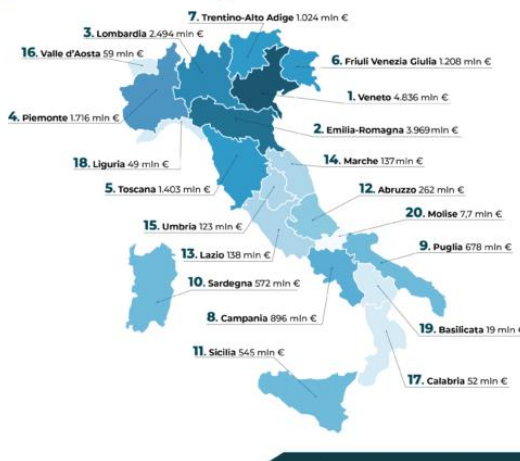 7. Trentino-Alto Adige 1.024 mln €
3. Lombardia 2.494 mln €
16. Valle d'Aosta 59 mln €
6. Friuli Venezia Giulia 1.208 mln €
1. Veneto 4.836 mln €
4. Piemonte 1.716 mln €
2. Emilia-Romagna 3.969 mln €
18. Liguria 49 mln €
14. Marche 137 mln €
5. Toscana 1.403 mln €
12. Abruzzo 262 mln €
20. Molise 7,7 mln €
15. Umbria 123 mln €
9. Puglia 678 mln €
13. Lazio 138 mln €
10. Sardegna 572 mln €
8. Campania 896 mln €
19. Basilicata 19 mln €
11. Sicilia 545 mln €
17. Calabria 52 mln €